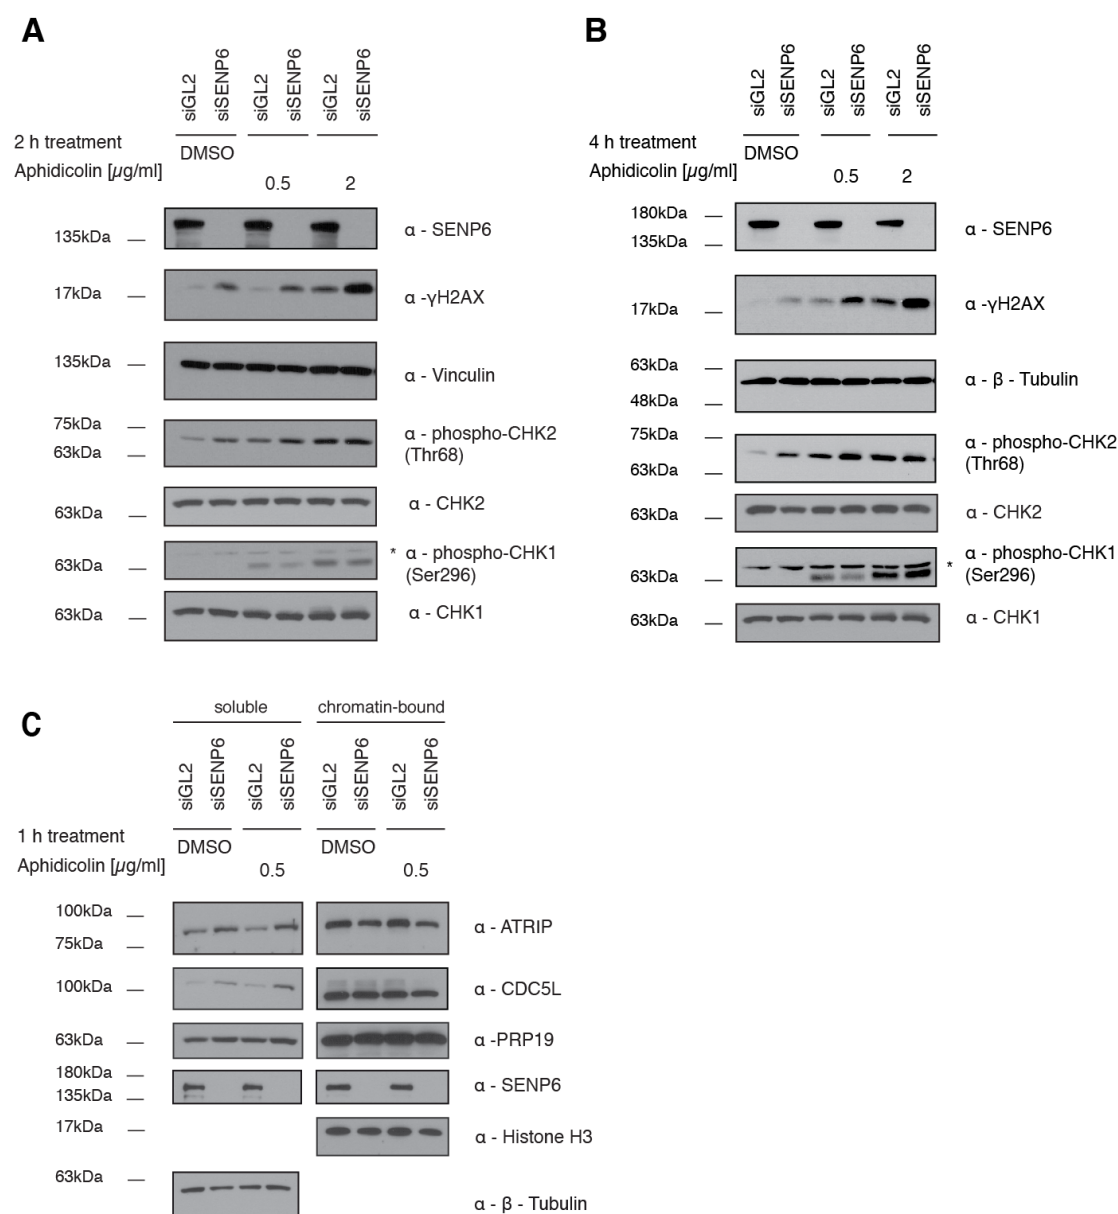 A
siGL2
siSENP6
siGL2
siSENP6
siGL2
siSENP6
2 h treatment
DMSO
Aphidicolin [µg/ml]
0.5
2
135kDa
α - SENP6
17kDa
α -γH2AX
135kDa
α - Vinculin
75kDa
63kDa
α - phospho-CHK2
(Thr68)
63kDa
α - CHK2
63kDa
* α - phospho-CHK1
(Ser296)
63kDa
α - CHK1
B
siGL2
siSENP6
siGL2
siSENP6
siGL2
siSENP6
4 h treatment
DMSO
Aphidicolin [µg/ml]
0.5
2
180kDa
135kDa
α - SENP6
17kDa
α -γH2AX
63kDa
48kDa
α - β - Tubulin
75kDa
63kDa
α - phospho-CHK2
(Thr68)
63kDa
α - CHK2
63kDa
* α - phospho-CHK1
(Ser296)
63kDa
α - CHK1
C
soluble
chromatin-bound
siGL2
siSENP6
siGL2
siSENP6
siGL2
siSENP6
siGL2
siSENP6
1 h treatment
DMSO
DMSO
Aphidicolin [µg/ml]
0.5
0.5
100kDa
75kDa
α - ATRIP
100kDa
α - CDC5L
63kDa
α -PRP19
180kDa
135kDa
α - SENP6
17kDa
α - Histone H3
63kDa
α - β - Tubulin